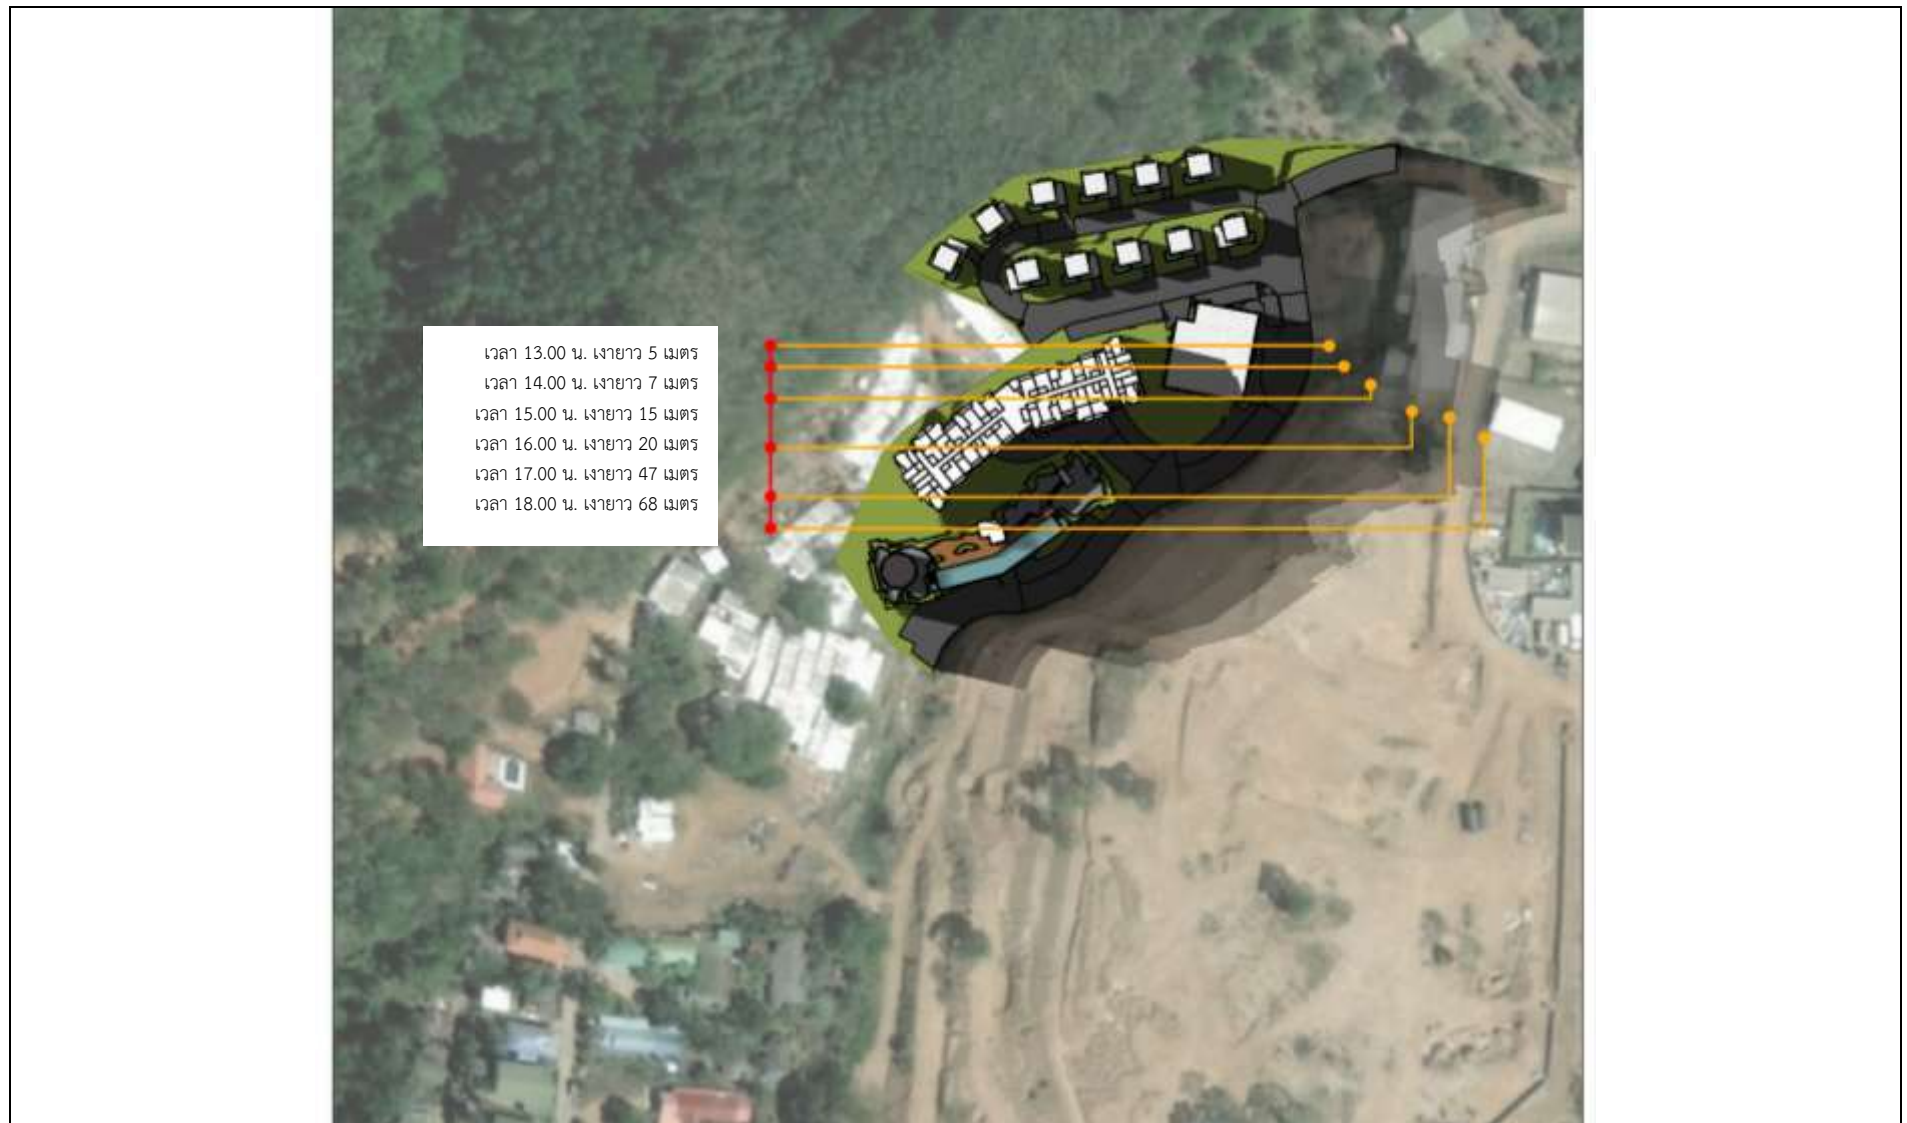 เวลา 13.00 น. เงายาว 5 เมตร
เวลา 14.00 น. เงายาว 7 เมตร
เวลา 15.00 น. เงายาว 15 เมตร
เวลา 16.00 น. เงายาว 20 เมตร
เวลา 17.00 น. เงายาว 47 เมตร
เวลา 18.00 น. เงายาว 68 เมตร